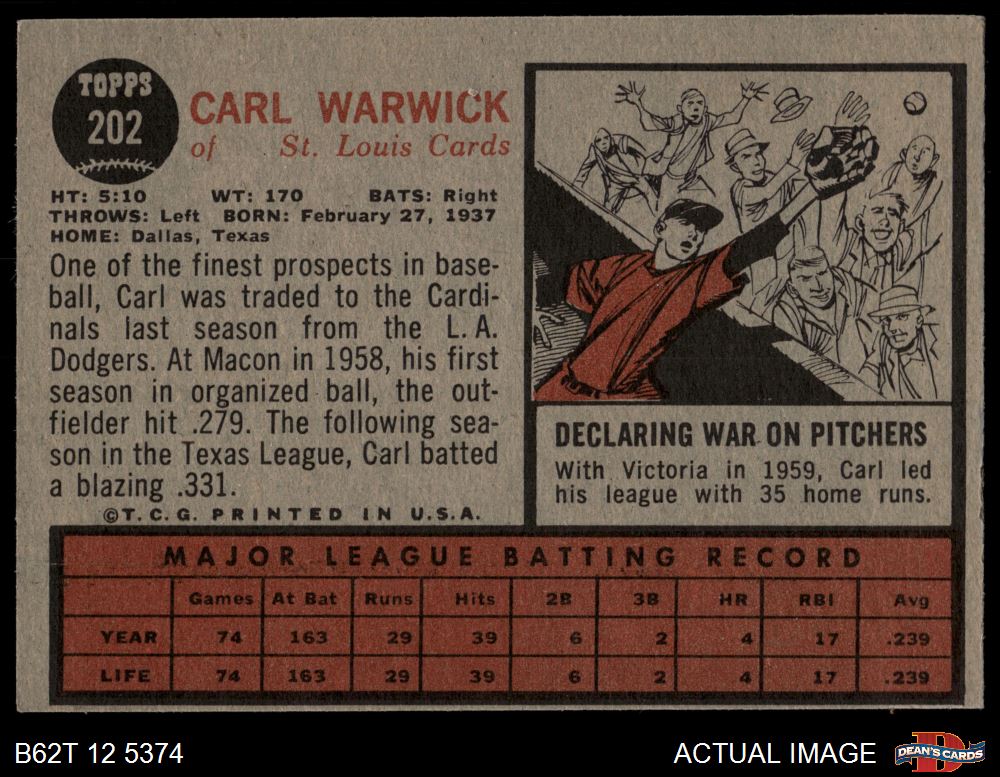 TOPPS
202
CARL WARWICK
of St. Louis Cards
HT: 5:10 WT: 170 BATS: Right
THROWS: Left BORN: February 27, 1937
HOME: Dallas, Texas
One of the finest prospects in base-
ball, Carl was traded to the Cardi-
nals last season from the L.A.
Dodgers. At Macon in 1958, his first
season in organized ball, the out-
fielder hit .279. The following sea-
son in the Texas League, Carl batted
a blazing .331.
©T.C.G. PRINTED IN U.S.A.
DECLARING WAR ON PITCHERS
With Victoria in 1959, Carl led
his league with 35 home runs.
MAJOR LEAGUE BATTING RECORD
Games At Bat Runs Hits 2B 3B HR RBI Avg
YEAR 74 163 29 39 6 2 4 17 .239
LIFE 74 163 29 39 6 2 4 17 .239
B62T 12 5374
ACTUAL IMAGE
DEAN'S CARDS